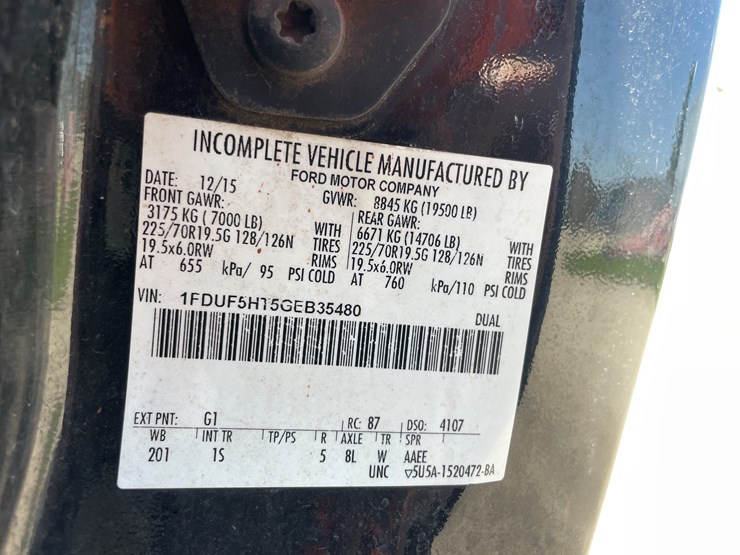 INCOMPLETE VEHICLE MANUFACTURED BY
FORD MOTOR COMPANY
DATE: 12/15 GVWR: 8845 KG (19500 LB)
FRONT GAWR: REAR GAWR:
3175 KG ( 7000 LB) WITH 6671 KG (14706 LB) WITH
225/70R19.5G 128/126N TIRES 225/70R19.5G 128/126N TIRES
19.5x6.0RW RIMS 19.5x6.0RW RIMS
AT 655 kPa/ 95 PSI COLD AT 760 kPa/110 PSI COLD
VIN: 1FDUF5HT5GEB35480 DUAL
EXT PNT: G1 RC: 87 DSO: 4107
WB INT TR TP/PS R AXLE TR SPR
201 1S 5 8L W AAEE
UNC 5U5A-1520472-BA